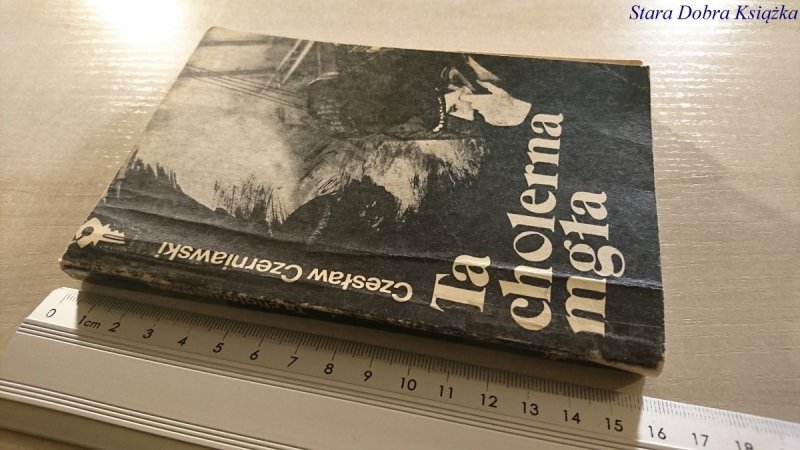 Stara Dobra Książka
Ta
cholerna
mgła
Czesław Czerniawski
0 1cm 2 3 4 5 6 7 8 9 10 11 12 13 14 15 16 17 18